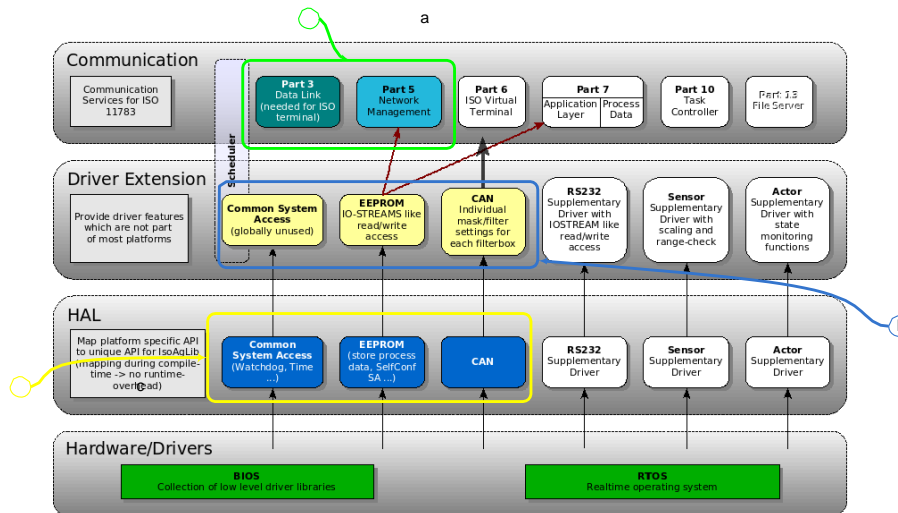 a
Communication
Communication
Services for ISO
11783
Scheduler
Part 3
Data Link
(needed for ISO
terminal)
Part 5
Network
Management
Part 6
ISO Virtual
Terminal
Part 7
Application
Layer
Process
Data
Part 10
Task
Controller
File Server
Driver Extension
Provide driver features
which are not part
of most platforms
Common System
Access
(globally unused)
EEPROM
IO-STREAMS like
read/write
access
CAN
Individual
mask/filter
settings for
each filterbox
RS232
Supplementary
Driver with
IOSTREAM like
read/write
access
Sensor
Supplementary
Driver with
scaling and
range-check
Actor
Supplementary
Driver with
state
monitoring
functions
HAL
Map platform specific API
to unique API for IsoAgLib
(mapping during compile-
time -> no runtime-
overhead)
C
Common
System Access
(Watchdog, Time
...)
EEPROM
(store process
data, SelfConf
SA ...)
CAN
RS232
Supplementary
Driver
Sensor
Supplementary
Driver
Actor
Supplementary
Driver
Hardware/Drivers
BIOS
Collection of low level driver libraries
RTOS
Realtime operating system